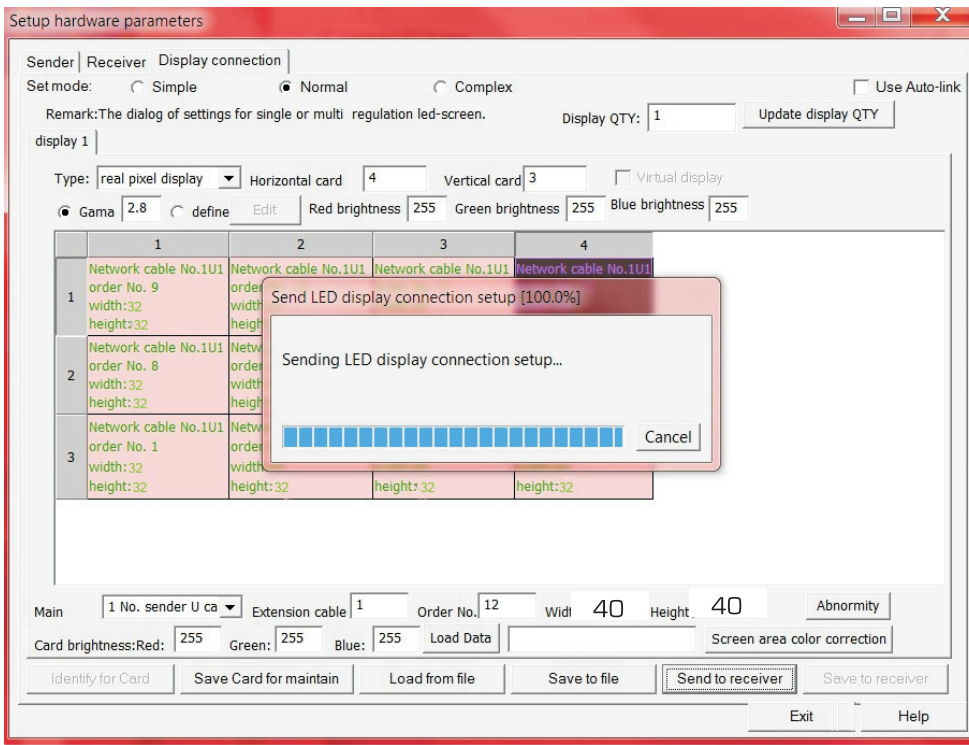 Setup hardware parameters
Sender Receiver Display connection
Set mode: Simple Normal Complex Use Auto-link
Remark:The dialog of settings for single or multi regulation led-screen. Display QTY: 1 Update display QTY
display 1
Type: real pixel display Horizontal card 4 Vertical card 3 Virtual display
Gama 2.8 define Edit Red brightness 255 Green brightness 255 Blue brightness 255
1 2 3 4
Network cable No.1U1 Network cable No.1U1 Network cable No.1U1 Network cable No.1U1
1 order No. 9
width:32
height:32
Send LED display connection setup [100.0%]
Sending LED display connection setup...
Cancel
Network cable No.1U1
2 order No. 8
width:32
height:32
Network cable No.1U1
3 order No. 1
width:32
height:32 height:32 height:32 height:32
Main 1 No. sender U ca Extension cable 1 Order No. 12 40 Height 40 Abnormity
Card brightness:Red: 255 Green: 255 Blue: 255 Load Data Screen area color correction
Identify for Card Save Card for maintain Load from file Save to file Send to receiver Save to receiver
Exit Help